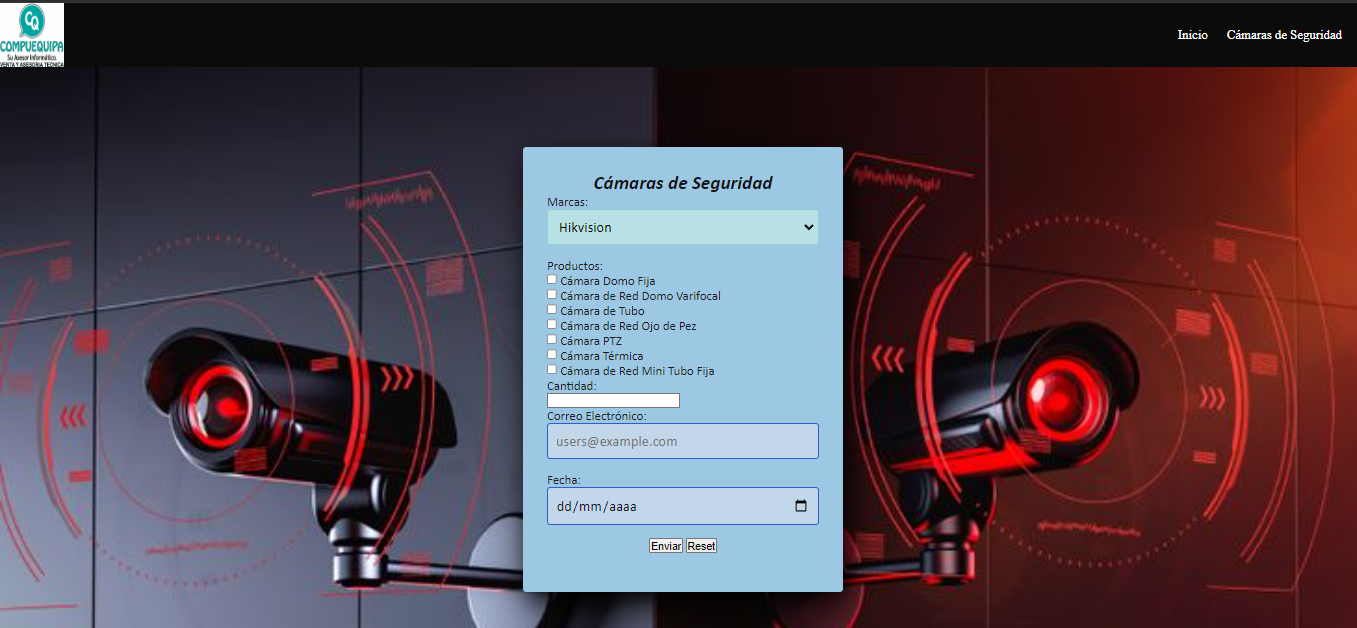 CQ
COMPUEQUIPA
Su Asesor Informático.
VENTA Y ASESORIA TECNICA
Inicio
Cámaras de Seguridad
Cámaras de Seguridad
Marcas:
Hikvision
Productos:
Cámara Domo Fija
Cámara de Red Domo Varifocal
Cámara de Tubo
Cámara de Red Ojo de Pez
Cámara PTZ
Cámara Térmica
Cámara de Red Mini Tubo Fija
Cantidad:
Correo Electrónico:
users@example.com
Fecha:
dd/mm/aaaa
Enviar Reset